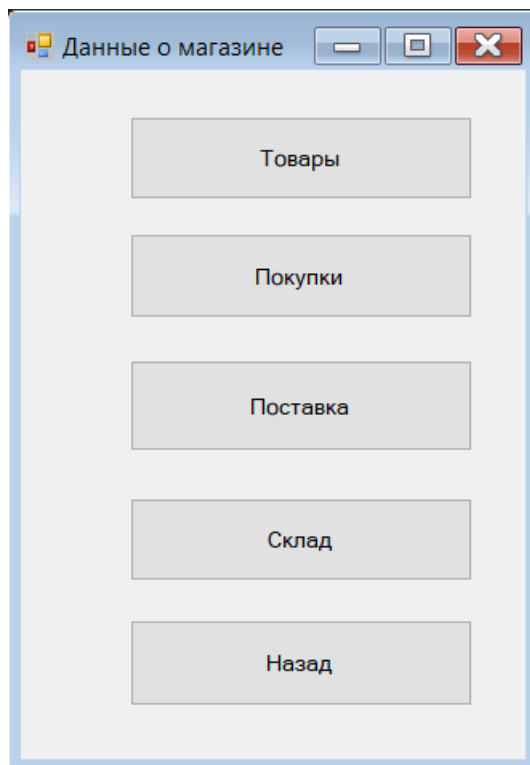 Данные о магазине
Товары
Покупки
Поставка
Склад
Назад